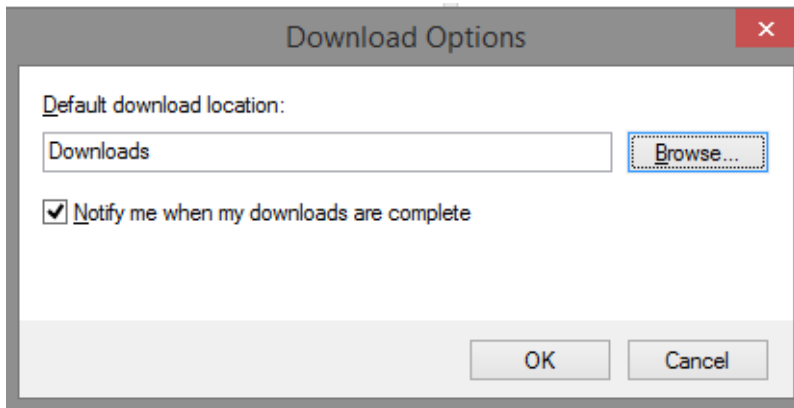 Download Options
Default download location:
Downloads
Browse...
Notify me when my downloads are complete
OK
Cancel